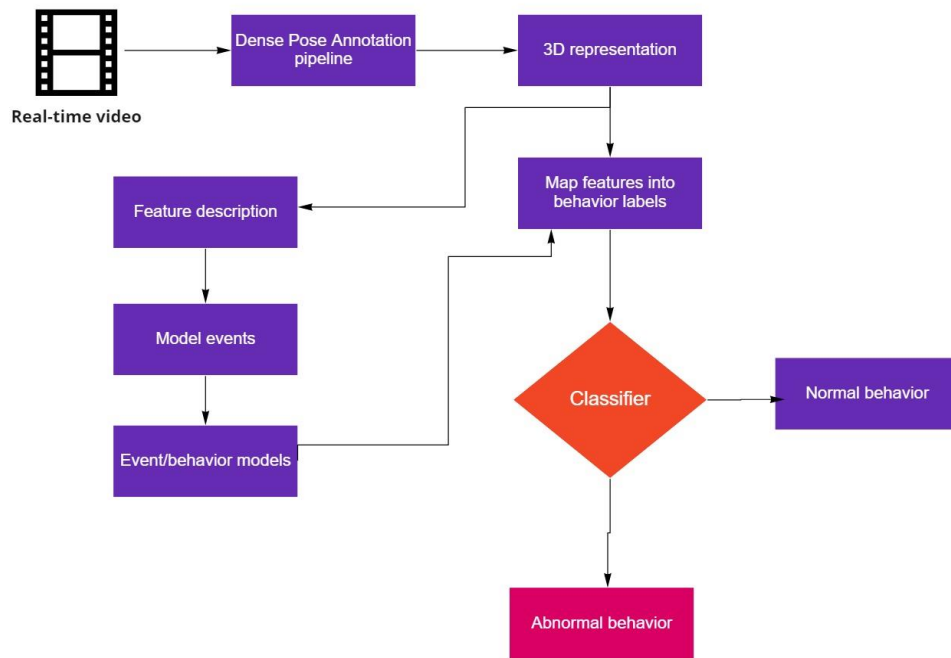 Real-time video
Dense Pose Annotation
pipeline
3D representation
Feature description
Map features into
behavior labels
Model events
Classifier
Normal behavior
Event/behavior models
Abnormal behavior